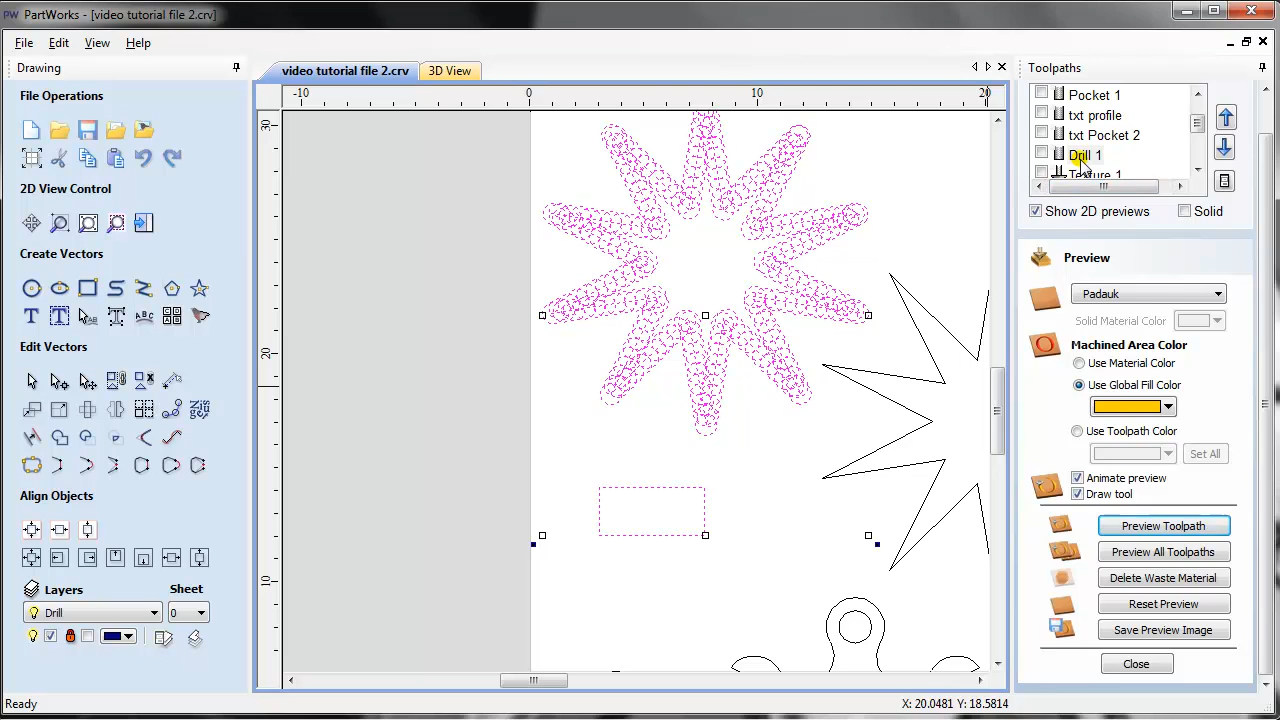 PW PartWorks - [video tutorial file 2.crv]
File Edit View Help
Drawing
File Operations
2D View Control
Create Vectors
Edit Vectors
Align Objects
Layers Sheet
Drill 0
Ready
video tutorial file 2.crv 3D View
-10 0 10 20
30
20
10
Toolpaths
Pocket 1
txt profile
txt Pocket 2
Drill 1
Texture 1
Show 2D previews Solid
Preview
Padauk
Solid Material Color
Machined Area Color
Use Material Color
Use Global Fill Color
Use Toolpath Color
Set All
Animate preview
Draw tool
Preview Toolpath
Preview All Toolpaths
Delete Waste Material
Reset Preview
Save Preview Image
Close
X: 20.0481 Y: 18.5814